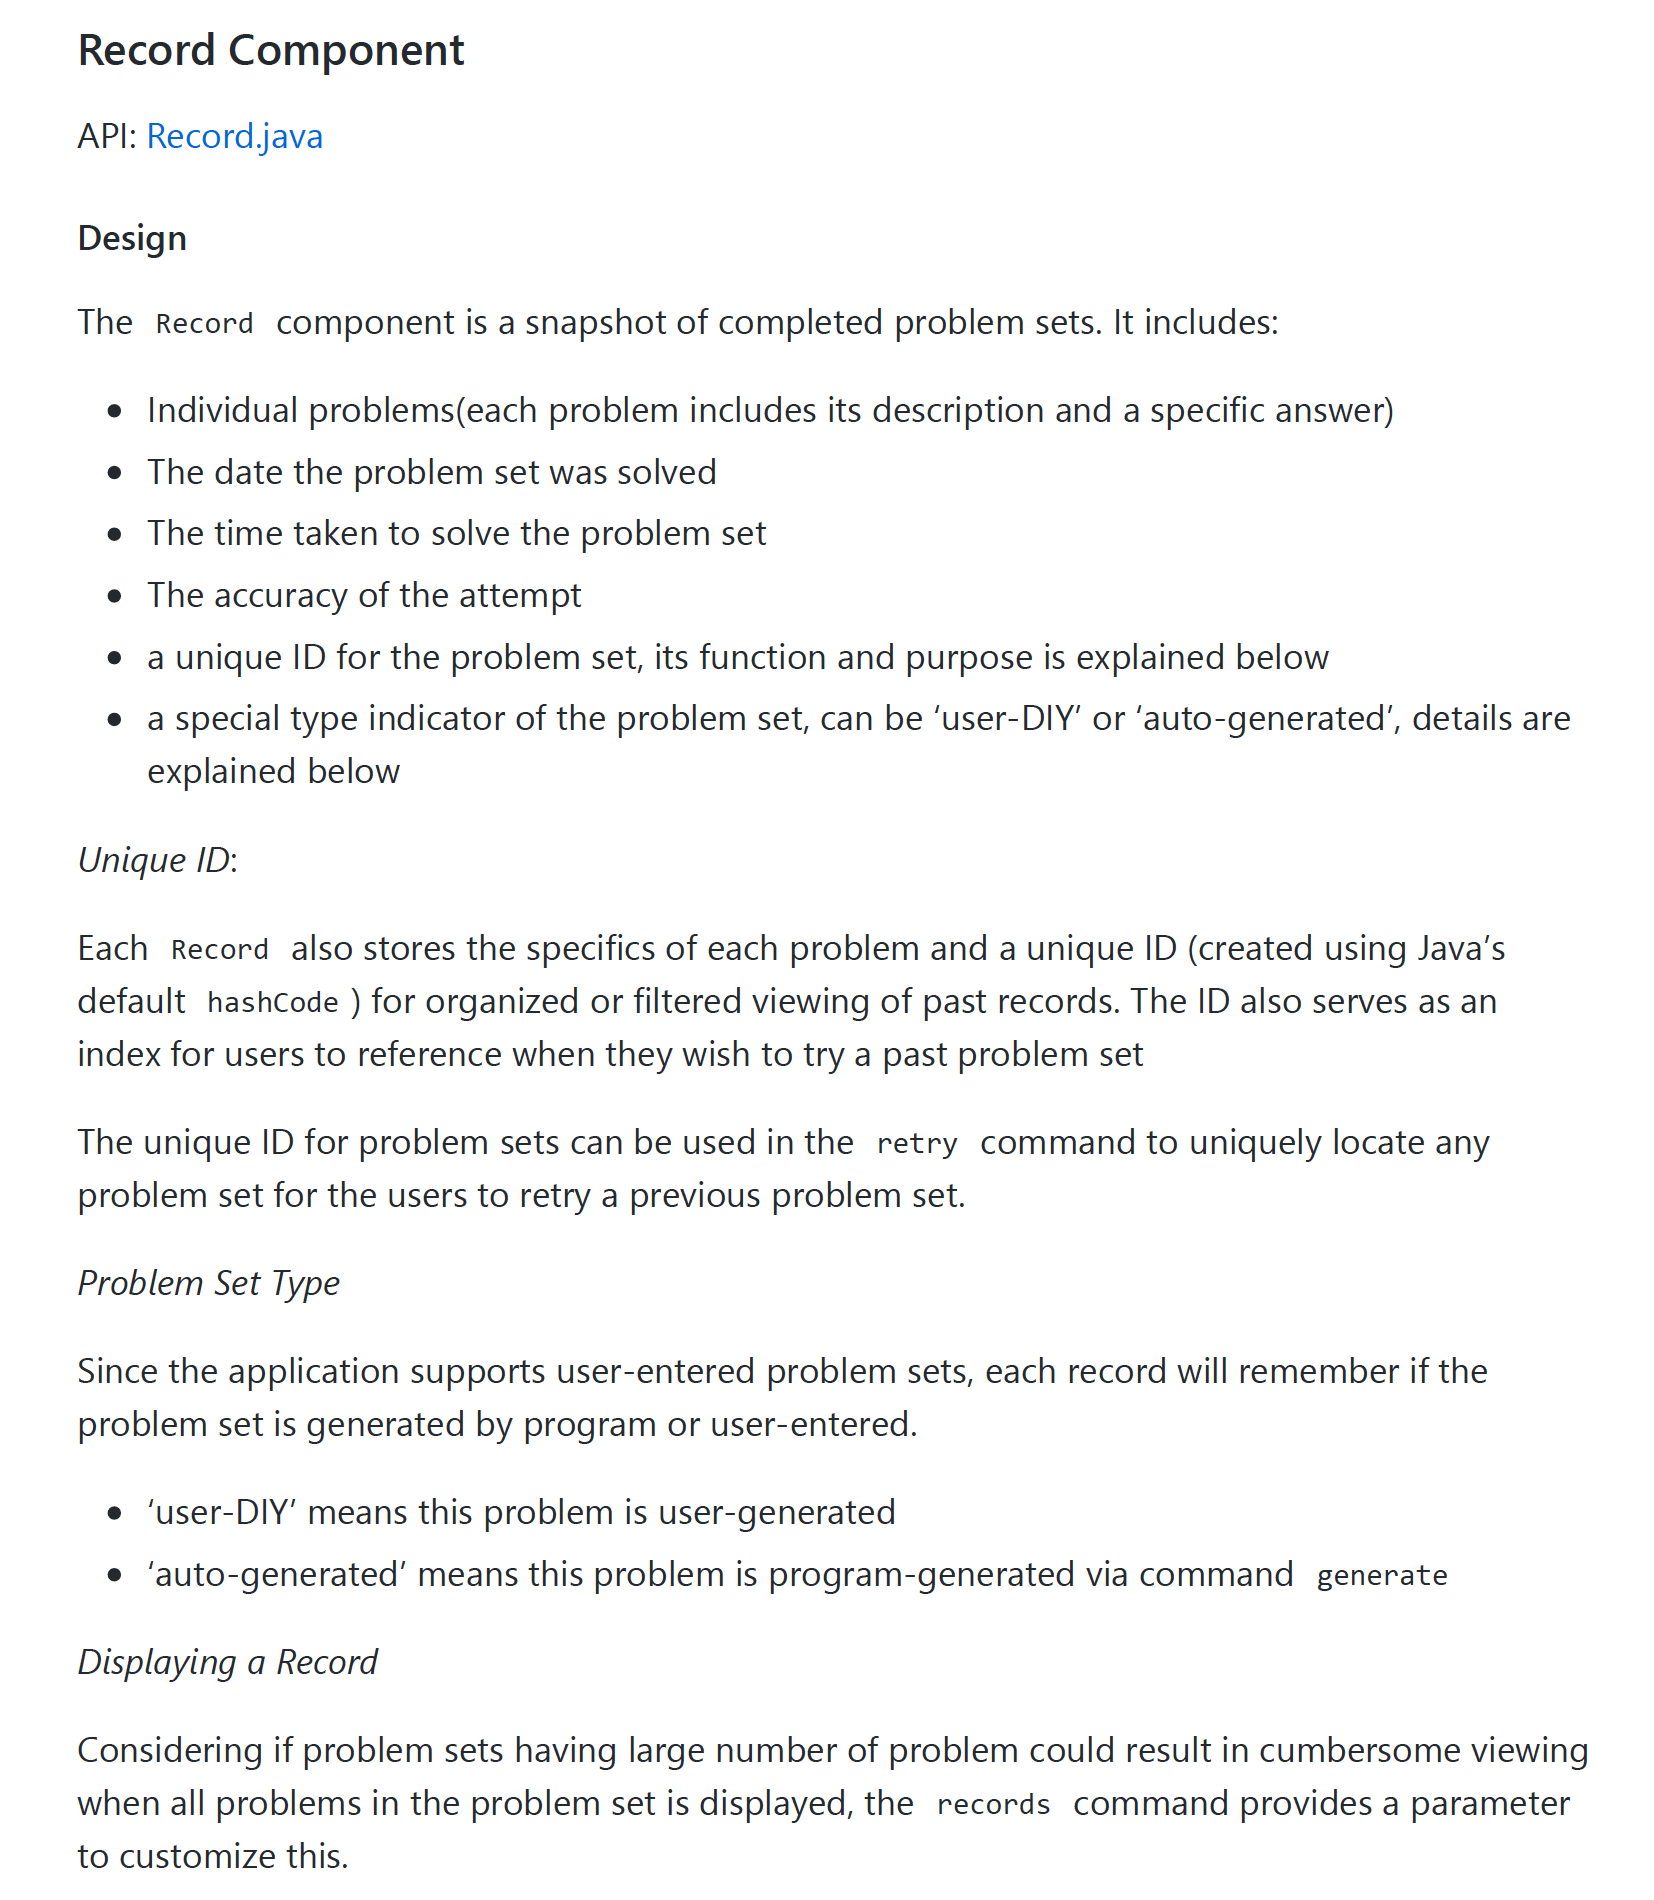 Record Component
API: Record.java
Design
The Record component is a snapshot of completed problem sets. It includes:
• Individual problems(each problem includes its description and a specific answer)
• The date the problem set was solved
• The time taken to solve the problem set
• The accuracy of the attempt
• a unique ID for the problem set, its function and purpose is explained below
• a special type indicator of the problem set, can be ‘user-DIY’ or ‘auto-generated’, details are
explained below
Unique ID:
Each Record also stores the specifics of each problem and a unique ID (created using Java’s
default hashCode ) for organized or filtered viewing of past records. The ID also serves as an
index for users to reference when they wish to try a past problem set
The unique ID for problem sets can be used in the retry command to uniquely locate any
problem set for the users to retry a previous problem set.
Problem Set Type
Since the application supports user-entered problem sets, each record will remember if the
problem set is generated by program or user-entered.
• ‘user-DIY’ means this problem is user-generated
• ‘auto-generated’ means this problem is program-generated via command generate
Displaying a Record
Considering if problem sets having large number of problem could result in cumbersome viewing
when all problems in the problem set is displayed, the records command provides a parameter
to customize this.